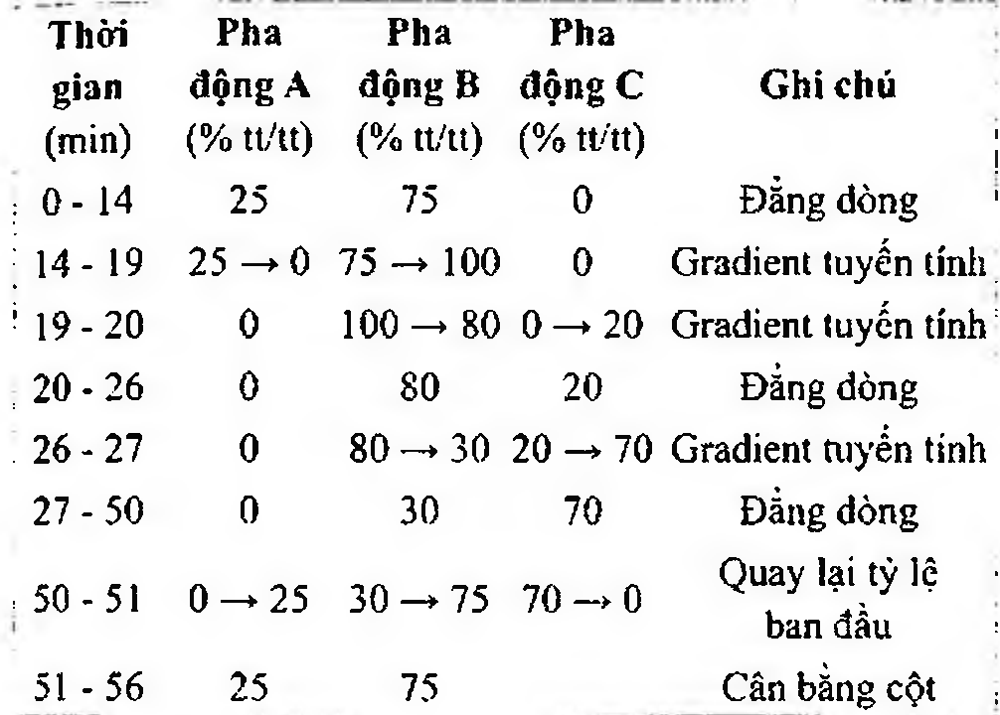 Thời Pha Pha Pha
gian động A động B động C Ghi chú
(min) (% tt/tt) (% tt/tt) (% tt/tt)
0 - 14 25 75 0 Đẳng dòng
14 - 19 25 → 0 75 → 100 0 Gradient tuyến tính
19 - 20 0 100 → 80 0 → 20 Gradient tuyến tính
20 - 26 0 80 20 Đẳng dòng
26 - 27 0 80 → 30 20 → 70 Gradient tuyến tính
27 - 50 0 30 70 Đẳng dòng
Quay lại tỷ lệ
50 - 51 0 → 25 30 → 75 70 → 0
ban đầu
51 - 56 25 75 Cân bằng cột